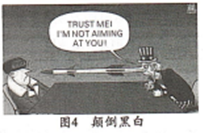 TRUST ME!
I'M NOT AIMING
AT YOU!
图4 颠倒黑白